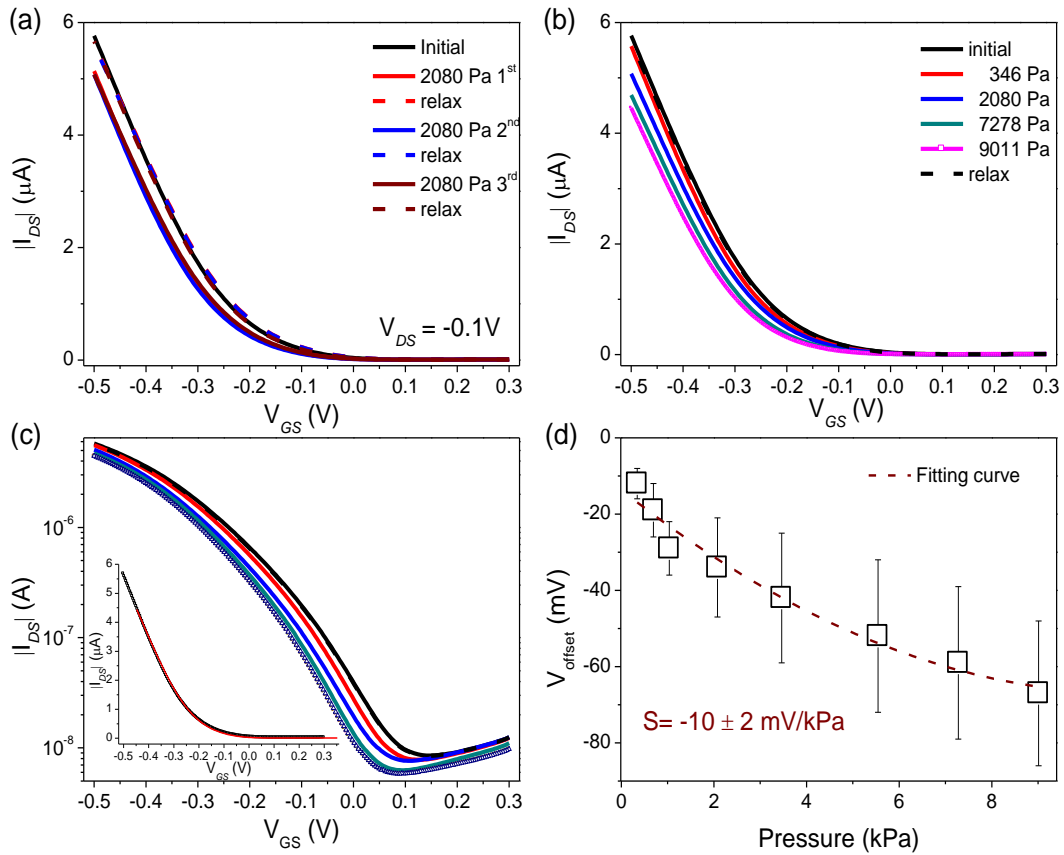 (a)
Initial
2080 Pa 1st
relax
2080 Pa 2nd
relax
2080 Pa 3rd
relax
VDS = -0.1V
|IDS| (μA)
6
4
2
0
-0.5 -0.4 -0.3 -0.2 -0.1 0.0 0.1 0.2 0.3
VGS (V)
(b)
initial
346 Pa
2080 Pa
7278 Pa
9011 Pa
relax
|IDS| (μA)
6
4
2
0
-0.5 -0.4 -0.3 -0.2 -0.1 0.0 0.1 0.2 0.3
VGS (V)
(c)
|IDS| (A)
10-6
10-7
10-8
-0.5 -0.4 -0.3 -0.2 -0.1 0.0 0.1 0.2 0.3
VGS (V)
|IDS| (μA)
6
5
4
3
2
1
0
-0.5 -0.4 -0.3 -0.2 -0.1 0.0 0.1 0.2 0.3
VGS (V)
(d)
Fitting curve
S= -10 ± 2 mV/kPa
Voffset (mV)
0
-20
-40
-60
-80
0 2 4 6 8
Pressure (kPa)